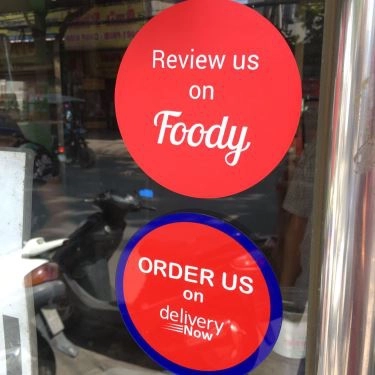 Review us
on
Foody
ORDER US
on
delivery
Now